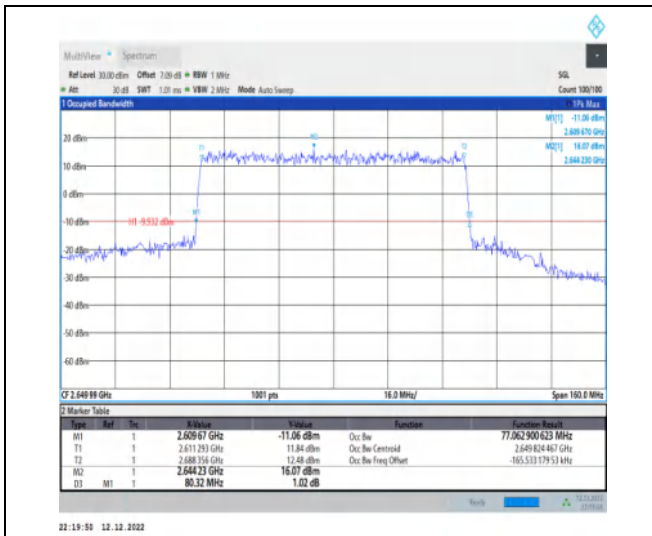 MultiView Spectrum
Ref Level 30.00 dBm Offset 7.09 dB RBW 1 MHz SGL
Att 30 dB SWT 1.01 ms VBW 2 MHz Mode Auto Sweep Count 100/100
1 Occupied Bandwidth 1Pk Max
M1[1] -11.06 dBm
2.609 670 GHz
M2[1] 16.07 dBm
2.644 230 GHz
20 dBm
10 dBm
0 dBm
-10 dBm
H1 -9.932 dBm
-20 dBm
-30 dBm
-40 dBm
-50 dBm
-60 dBm
T1
M2
T2
M1
CF 2.649 99 GHz 1001 pts 16.0 MHz/ Span 160.0 MHz
2 Marker Table
Type Ref Trc X-Value Y-Value Function Function Result
M1 1 2.609 67 GHz -11.06 dBm Occ Bw 77.062 900 623 MHz
T1 1 2.611 293 GHz 11.84 dBm Occ Bw Centroid 2.649 824 467 GHz
T2 1 2.688 356 GHz 12.48 dBm Occ Bw Freq Offset -165.533 179 53 kHz
M2 1 2.644 23 GHz 16.07 dBm
D3 M1 1 80.32 MHz 1.02 dB
Ready
22:19:50 12.12.2022